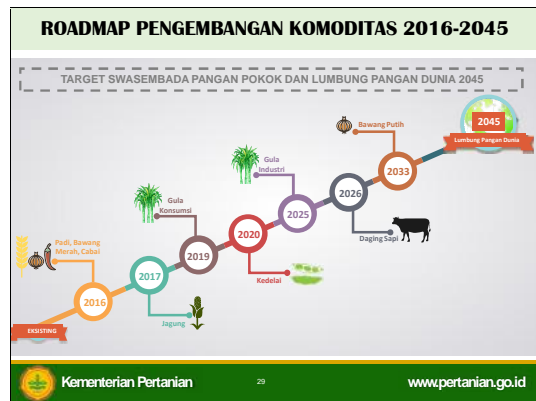 ROADMAP PENGEMBANGAN KOMODITAS 2016-2045
TARGET SWASEMBADA PANGAN POKOK DAN LUMBUNG PANGAN DUNIA 2045
2045
Lumbung Pangan Dunia
Bawang Putih
2033
Gula
Industri
2026
Daging Sapi
2025
Gula
Konsumsi
2020
Kedelai
2019
Padi, Bawang
Merah, Cabai
2017
Jagung
2016
EKSISTING
Kementerian Pertanian
29
www.pertanian.go.id